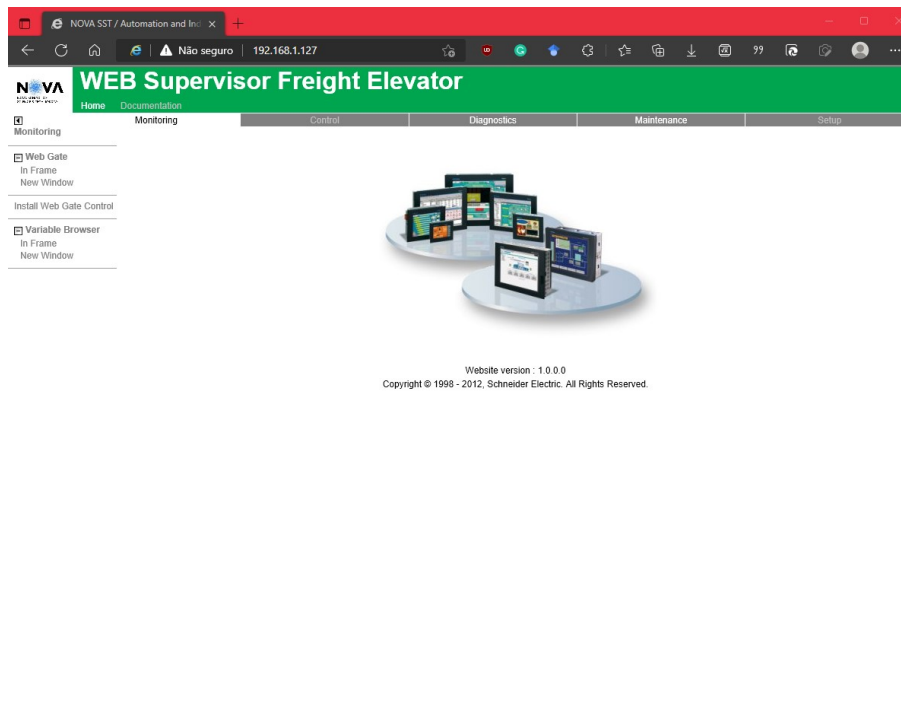 NOVA SST / Automation and Ind
Não seguro
192.168.1.127
99
NOVA
WEB Supervisor Freight Elevator
Home
Documentation
Monitoring
Control
Diagnostics
Maintenance
Setup
Monitoring
Web Gate
In Frame
New Window
Install Web Gate Control
Variable Browser
In Frame
New Window
Website version : 1.0.0.0
Copyright © 1998 - 2012, Schneider Electric. All Rights Reserved.